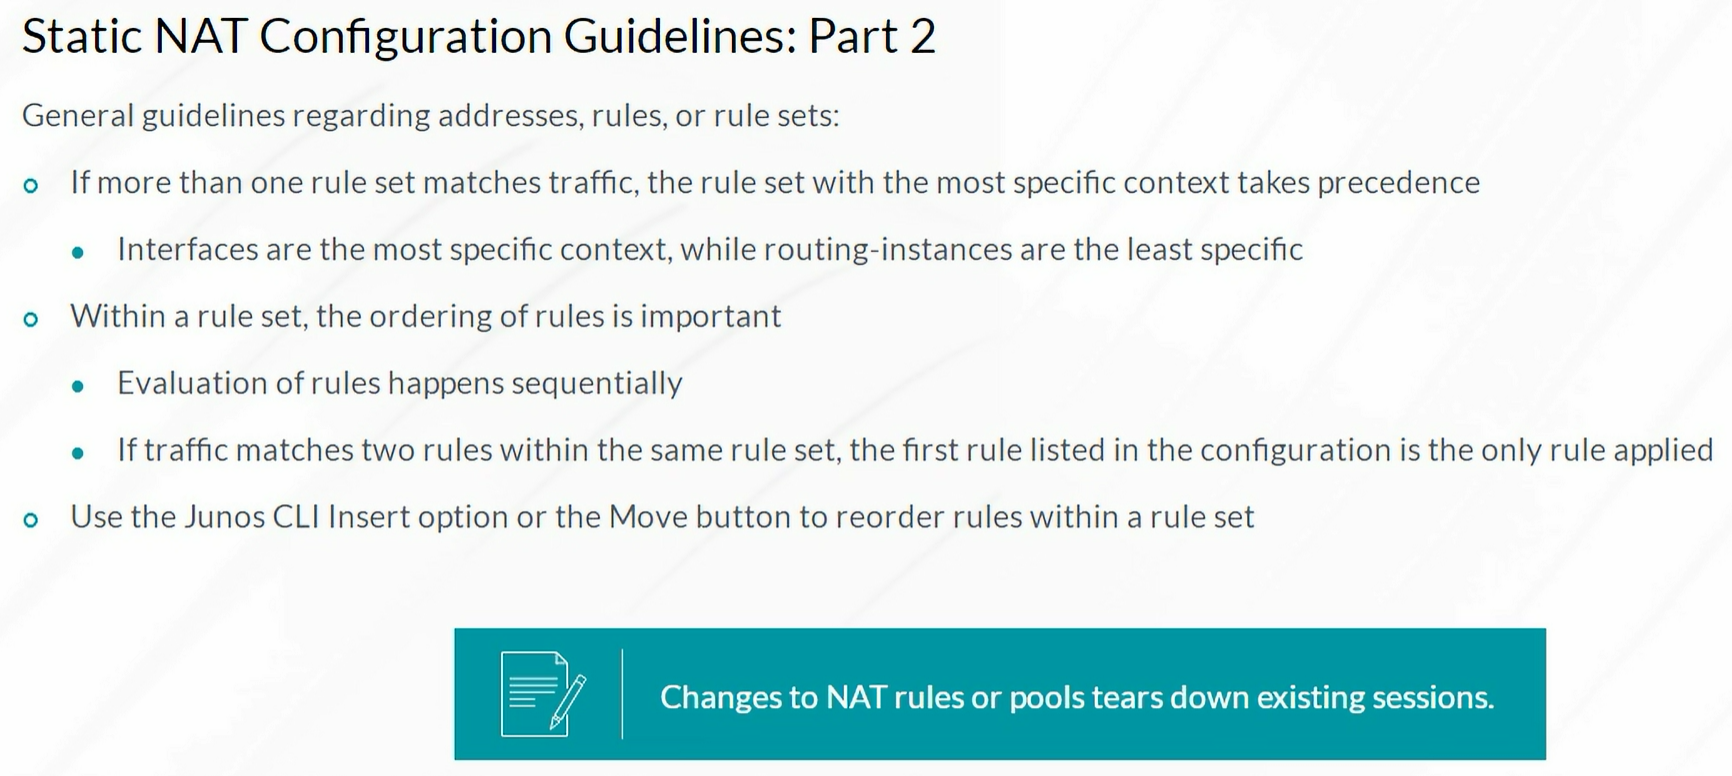 Static NAT Configuration Guidelines: Part 2
General guidelines regarding addresses, rules, or rule sets:
If more than one rule set matches traffic, the rule set with the most specific context takes precedence
Interfaces are the most specific context, while routing-instances are the least specific
Within a rule set, the ordering of rules is important
Evaluation of rules happens sequentially
If traffic matches two rules within the same rule set, the first rule listed in the configuration is the only rule applied
Use the Junos CLI Insert option or the Move button to reorder rules within a rule set
Changes to NAT rules or pools tears down existing sessions.